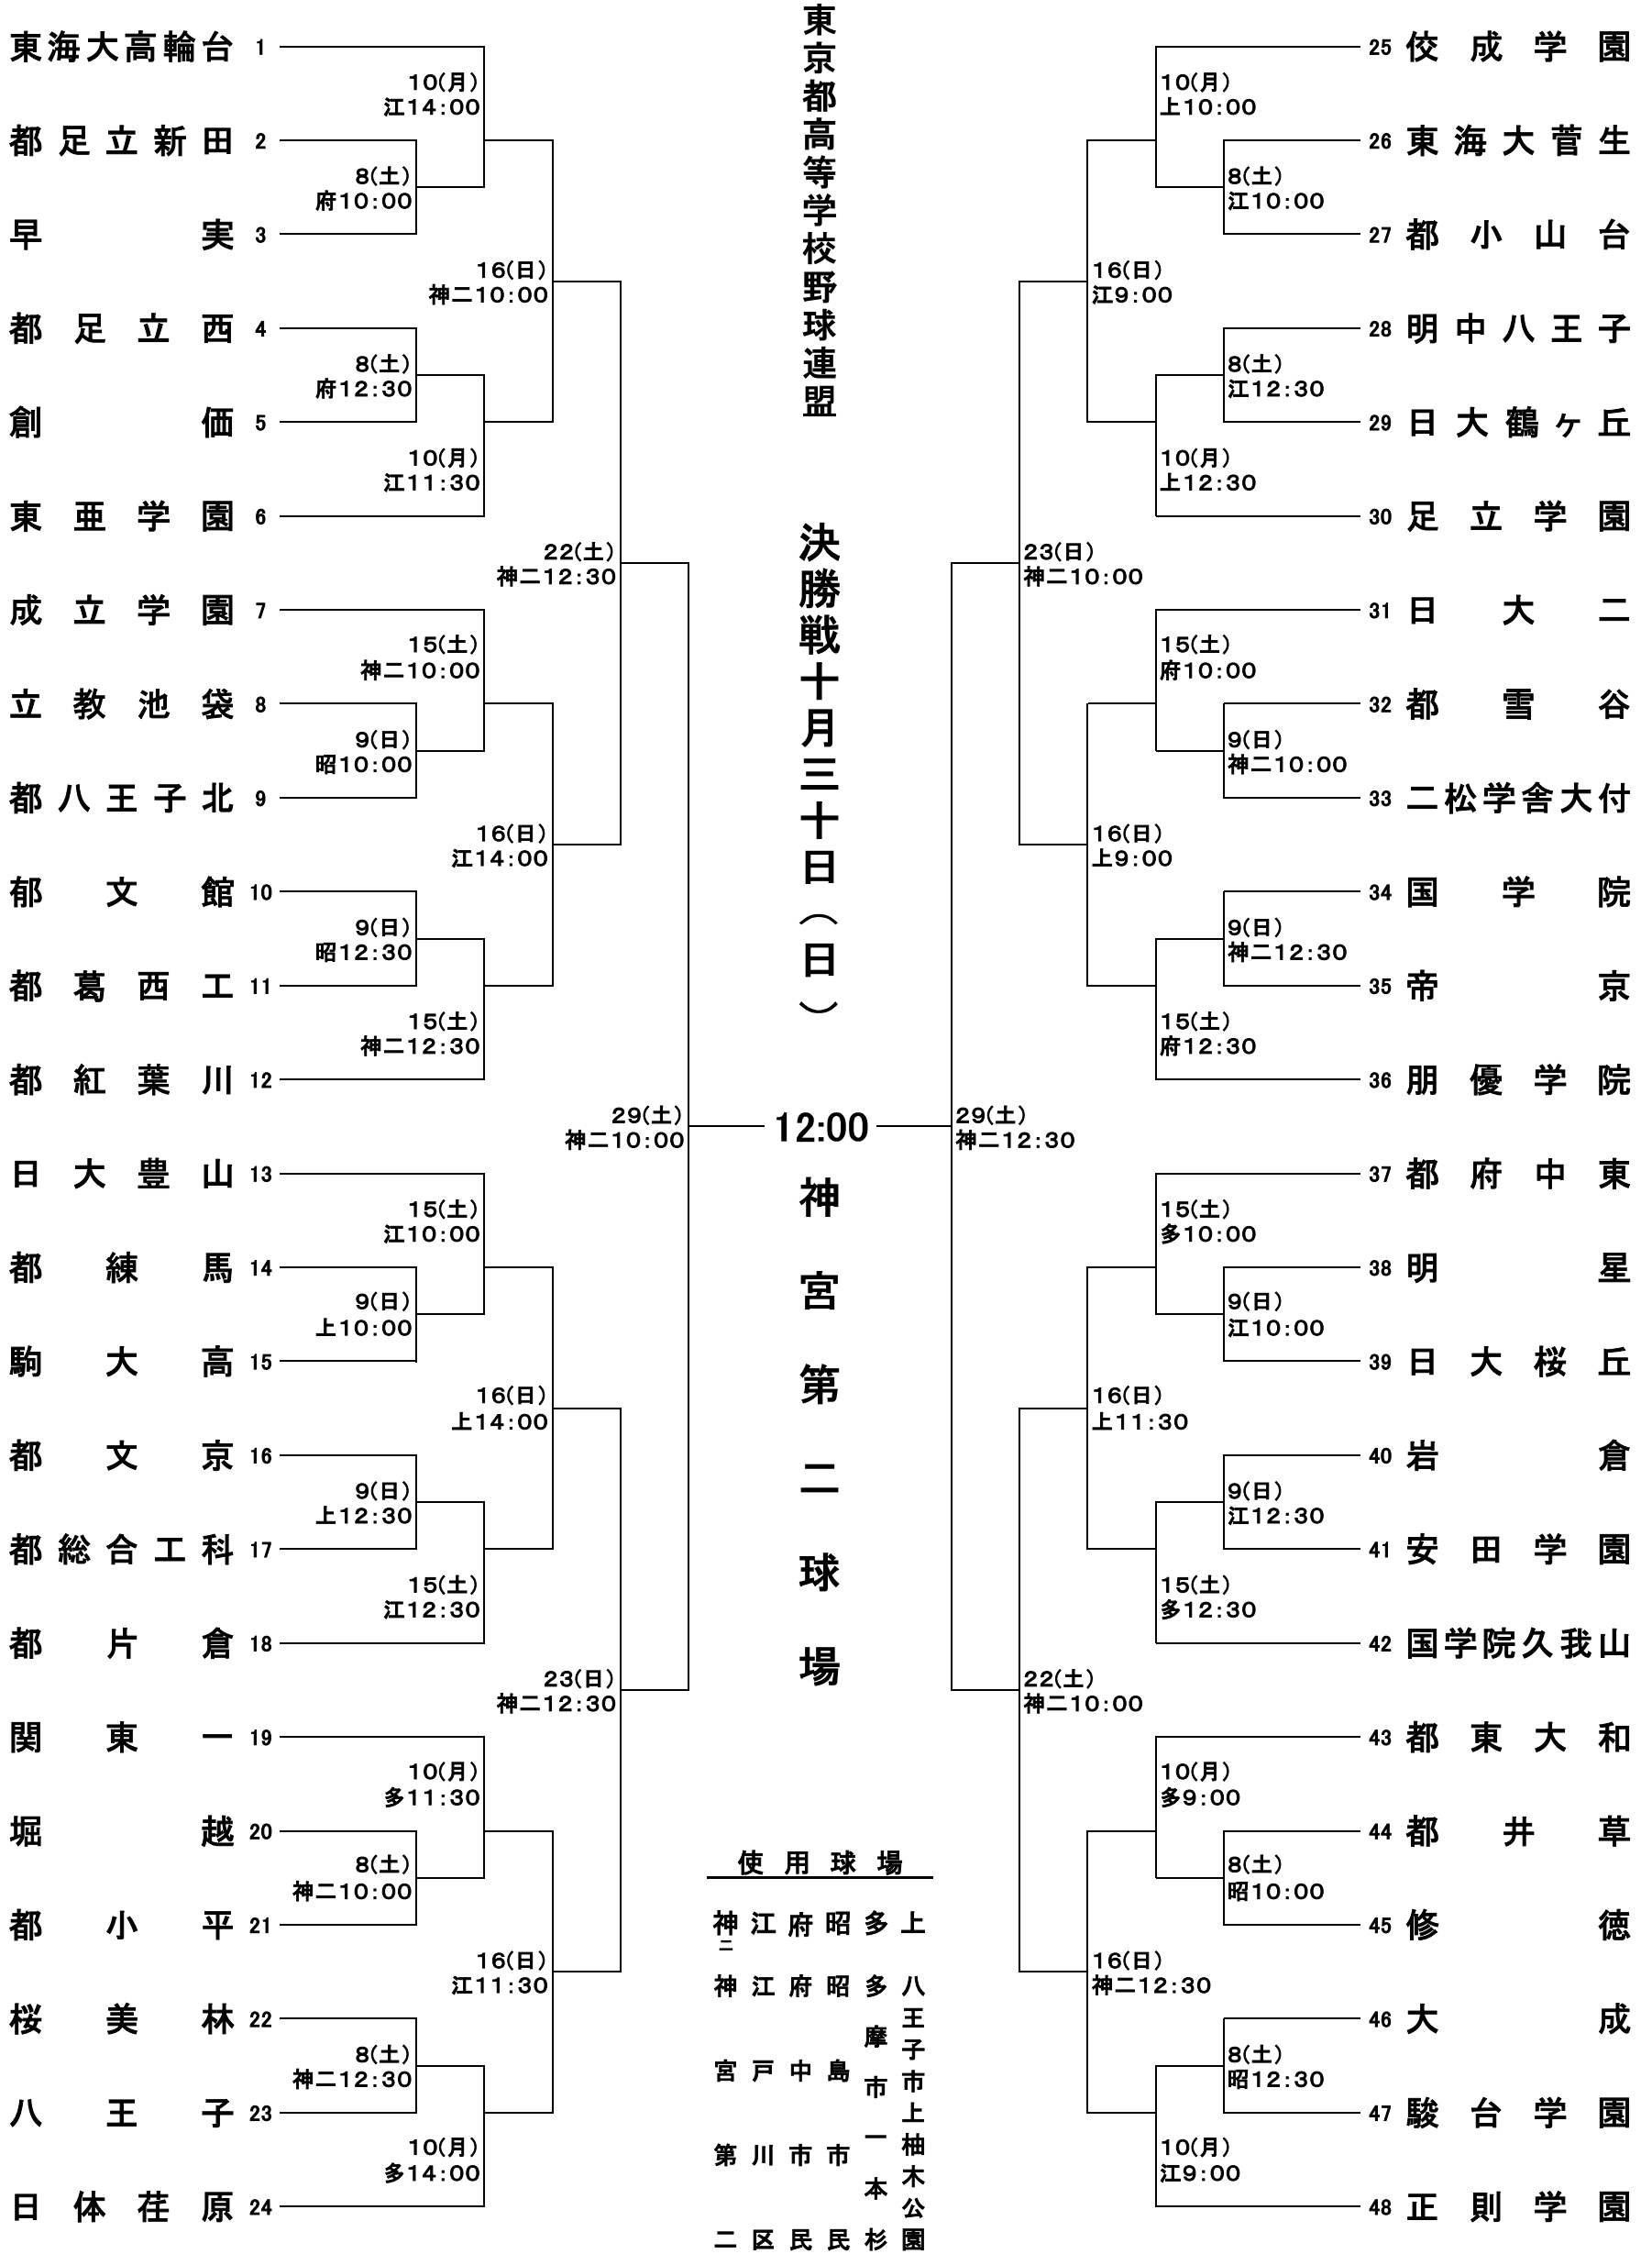 東京都高等学校野球連盟
決勝戦十月三十日（日）
12:00
神宮第二球場
東海大高輪台 1
10(月)
江14:00
都足立新田 2
8(土)
府10:00
早実 3
16(日)
神二10:00
都足立西 4
8(土)
府12:30
創価 5
10(月)
江11:30
東亜学園 6
22(土)
神二12:30
成立学園 7
15(土)
神二10:00
立教池袋 8
9(日)
昭10:00
都八王子北 9
16(日)
江14:00
郁文館 10
9(日)
昭12:30
都葛西工 11
15(土)
神二12:30
都紅葉川 12
29(土)
神二10:00
日大豊山 13
15(土)
江10:00
都練馬 14
9(日)
上10:00
駒大高 15
16(日)
上14:00
都文京 16
9(日)
上12:30
都総合工科 17
15(土)
江12:30
都片倉 18
23(日)
神二12:30
関東一 19
10(月)
多11:30
堀越 20
8(土)
神二10:00
都小平 21
16(日)
江11:30
桜美林 22
8(土)
神二12:30
八王子 23
10(月)
多14:00
日体荏原 24
25 佼成学園
10(月)
上10:00
26 東海大菅生
8(土)
江10:00
27 都小山台
16(日)
江9:00
28 明中八王子
8(土)
江12:30
29 日大鶴ヶ丘
10(月)
上12:30
30 足立学園
23(日)
神二10:00
31 日大二
15(土)
府10:00
32 都雪谷
9(日)
神二10:00
33 二松学舎大付
16(日)
上9:00
34 国学院
9(日)
神二12:30
35 帝京
15(土)
府12:30
36 朋優学院
29(土)
神二12:30
37 都府中東
15(土)
多10:00
38 明星
9(日)
江10:00
39 日大桜丘
16(日)
上11:30
40 岩倉
9(日)
江12:30
41 安田学園
15(土)
多12:30
42 国学院久我山
22(土)
神二10:00
43 都東大和
10(月)
多9:00
44 都井草
8(土)
昭10:00
45 修徳
16(日)
神二12:30
46 大成
8(土)
昭12:30
47 駿台学園
10(月)
江9:00
48 正則学園
使用球場
上 八王子市上柚木公園
多 多摩市一本杉
昭 昭島市民
府 府中市民
江 江戸川区
神二 神宮第二